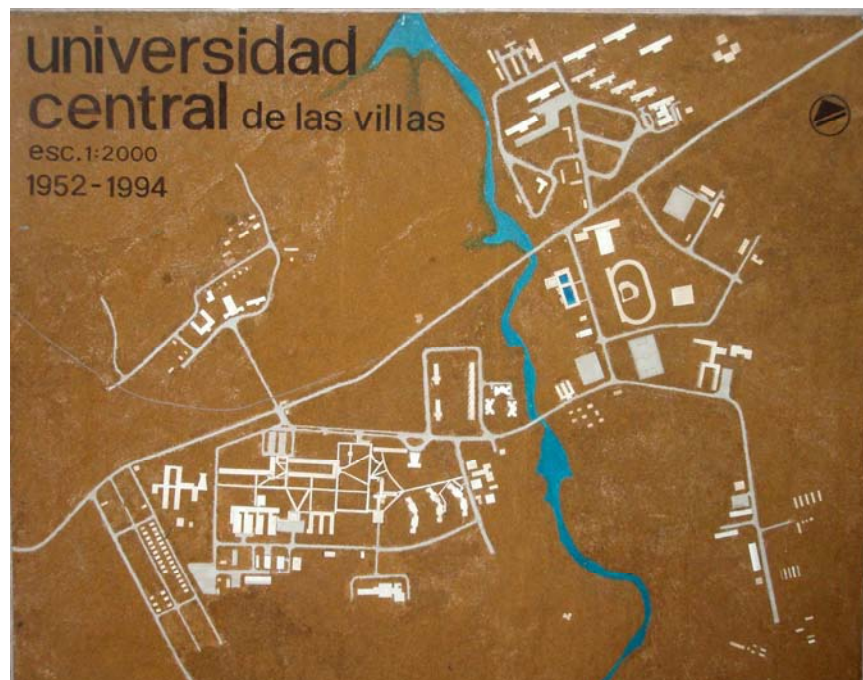 universidad
central de las villas
esc.1:2000
1952-1994